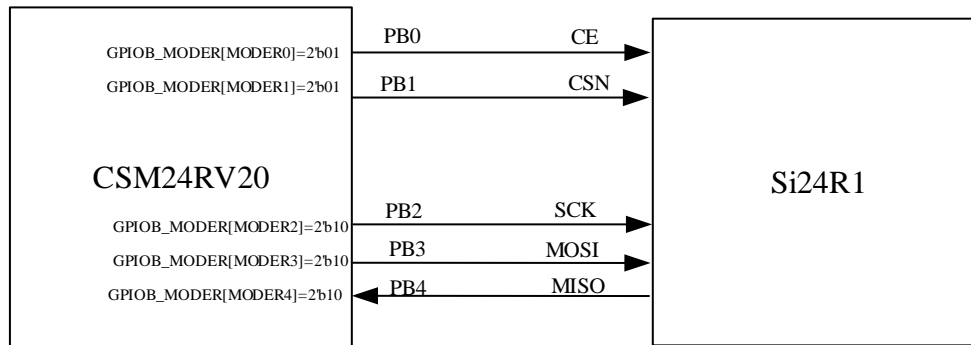 GPIOB_MODER[MODER0]=2'b01 PB0 CE
GPIOB_MODER[MODER1]=2'b01 PB1 CSN
CSM24RV20 Si24R1
GPIOB_MODER[MODER2]=2'b10 PB2 SCK
GPIOB_MODER[MODER3]=2'b10 PB3 MOSI
GPIOB_MODER[MODER4]=2'b10 PB4 MISO